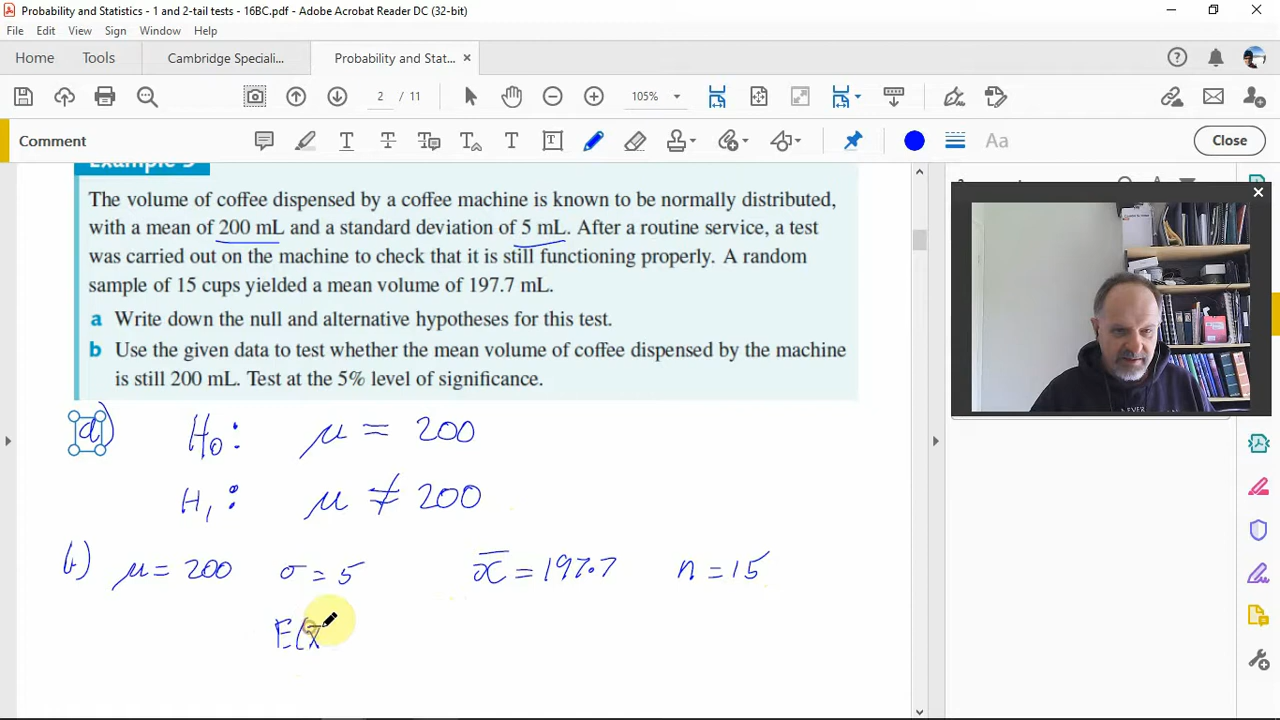 Probability and Statistics - 1 and 2-tail tests - 16BC.pdf - Adobe Acrobat Reader DC (32-bit)
File Edit View Sign Window Help
Home Tools Cambridge Speciali... Probability and Stat... ×
2 / 11 105%
Comment T T T T T Aa Close
Example 5
The volume of coffee dispensed by a coffee machine is known to be normally distributed,
with a mean of 200 mL and a standard deviation of 5 mL. After a routine service, a test
was carried out on the machine to check that it is still functioning properly. A random
sample of 15 cups yielded a mean volume of 197.7 mL.
a Write down the null and alternative hypotheses for this test.
b Use the given data to test whether the mean volume of coffee dispensed by the machine
is still 200 mL. Test at the 5% level of significance.
a) H₀: μ = 200
H₁: μ ≠ 200
b) μ = 200 σ = 5 x̄ = 197.7 n = 15
E(X̄